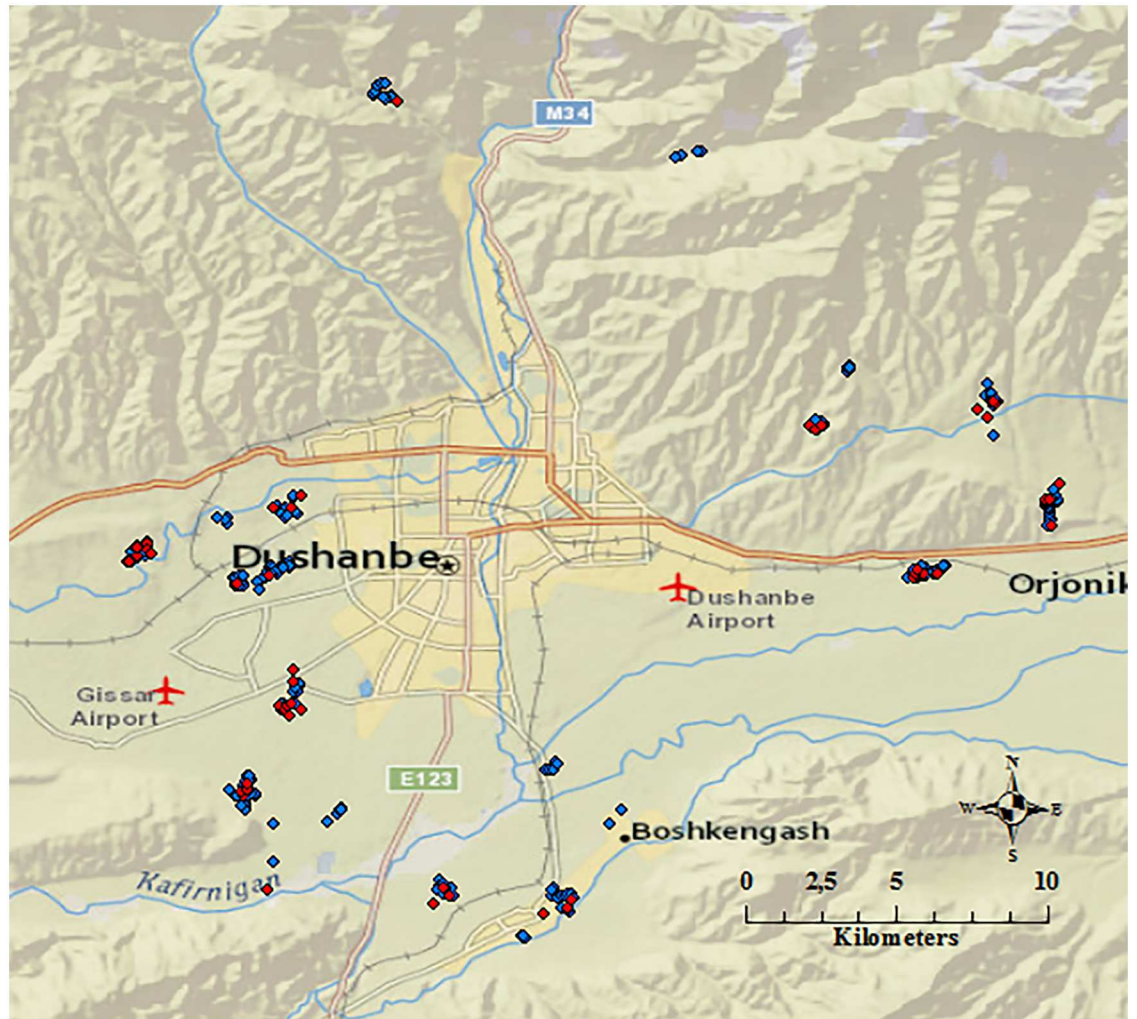 M34
Dushanbe
Dushanbe
Airport
Orjonik
Gissar
Airport
E123
N
W E
S
Boshkengash
Kafirnigan
0 2,5 5 10
Kilometers